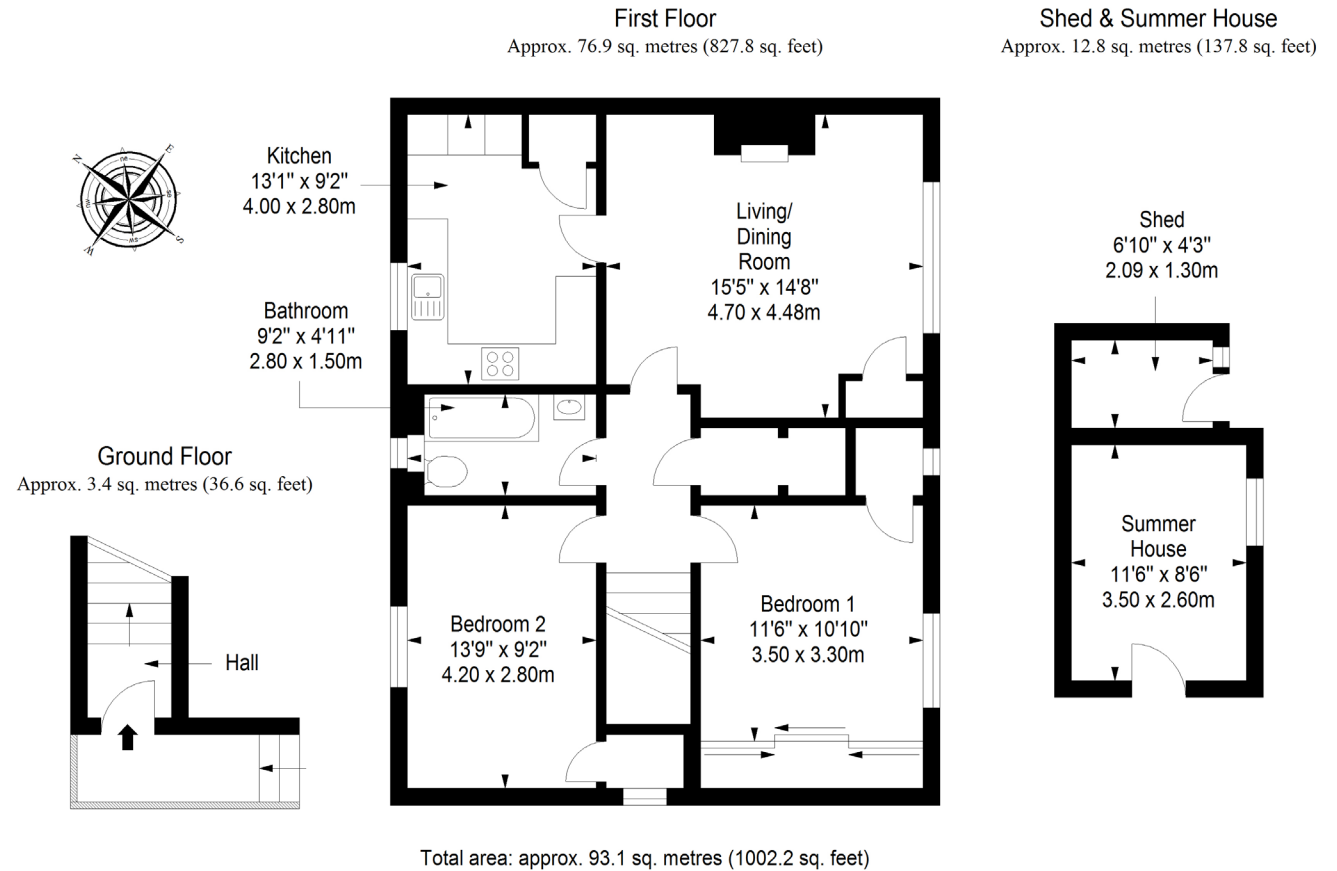 First Floor
Approx. 76.9 sq. metres (827.8 sq. feet)
Shed & Summer House
Approx. 12.8 sq. metres (137.8 sq. feet)
N
ne
E
nw
se
W
sw
S
Kitchen
13'1" x 9'2"
4.00 x 2.80m
Living/
Dining
Room
15'5" x 14'8"
4.70 x 4.48m
Shed
6'10" x 4'3"
2.09 x 1.30m
Bathroom
9'2" x 4'11"
2.80 x 1.50m
Ground Floor
Approx. 3.4 sq. metres (36.6 sq. feet)
Summer
House
11'6" x 8'6"
3.50 x 2.60m
Bedroom 2
13'9" x 9'2"
4.20 x 2.80m
Bedroom 1
11'6" x 10'10"
3.50 x 3.30m
Hall
Total area: approx. 93.1 sq. metres (1002.2 sq. feet)